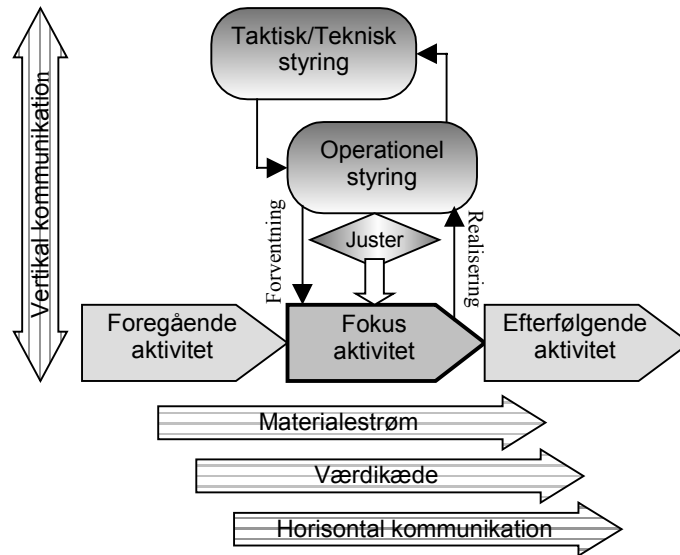 Taktisk/Teknisk
styring
Vertikal kommunikation
Operationel
styring
Forventning
Juster
Realisering
Foregående
aktivitet
Fokus
aktivitet
Efterfølgende
aktivitet
Materialestrøm
Værdikæde
Horisontal kommunikation